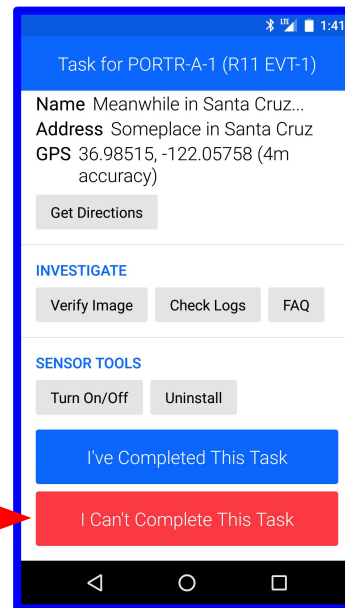 LTE 1:41
Task for PORTR-A-1 (R11 EVT-1)
Name Meanwhile in Santa Cruz...
Address Someplace in Santa Cruz
GPS 36.98515, -122.05758 (4m
accuracy)
Get Directions
INVESTIGATE
Verify Image Check Logs FAQ
SENSOR TOOLS
Turn On/Off Uninstall
I've Completed This Task
I Can't Complete This Task